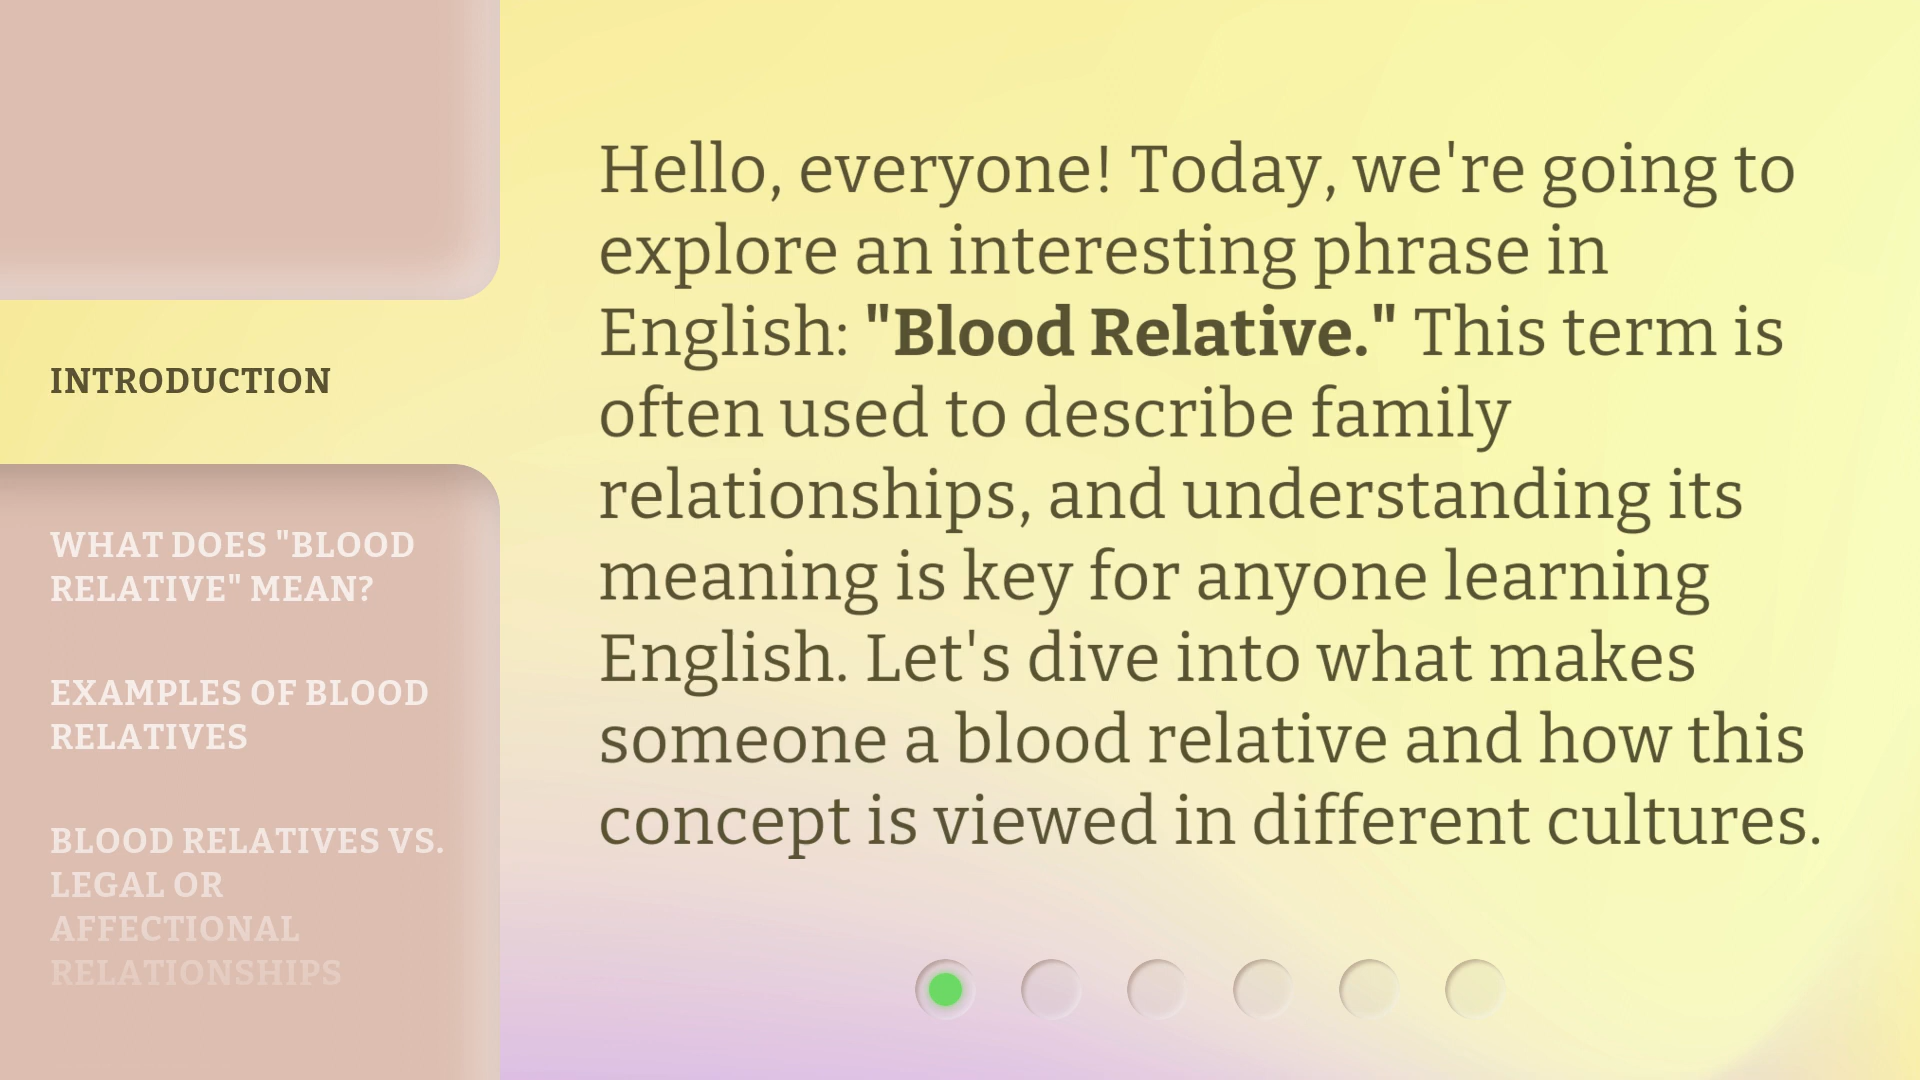 INTRODUCTION
WHAT DOES "BLOOD
RELATIVE" MEAN?
EXAMPLES OF BLOOD
RELATIVES
BLOOD RELATIVES VS.
LEGAL OR
AFFECTIONAL
RELATIONSHIPS
Hello, everyone! Today, we're going to
explore an interesting phrase in
English: "Blood Relative." This term is
often used to describe family
relationships, and understanding its
meaning is key for anyone learning
English. Let's dive into what makes
someone a blood relative and how this
concept is viewed in different cultures.